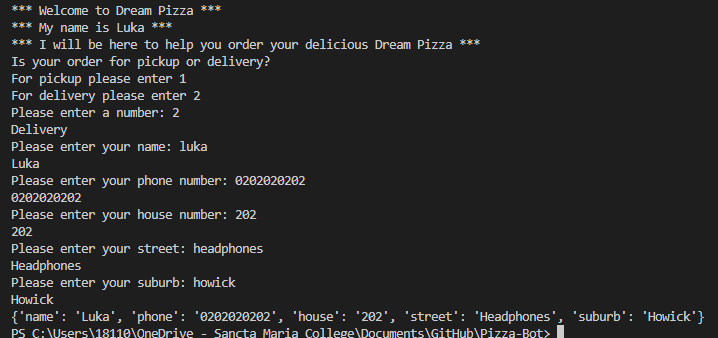 *** Welcome to Dream Pizza ***
*** My name is Luka ***
*** I will be here to help you order your delicious Dream Pizza ***
Is your order for pickup or delivery?
For pickup please enter 1
For delivery please enter 2
Please enter a number: 2
Delivery
Please enter your name: luka
Luka
Please enter your phone number: 0202020202
0202020202
Please enter your house number: 202
202
Please enter your street: headphones
Headphones
Please enter your suburb: howick
Howick
{'name': 'Luka', 'phone': '0202020202', 'house': '202', 'street': 'Headphones', 'suburb': 'Howick'}
PS C:\Users\18110\OneDrive - Sancta Maria College\Documents\GitHub\Pizza-Bot>